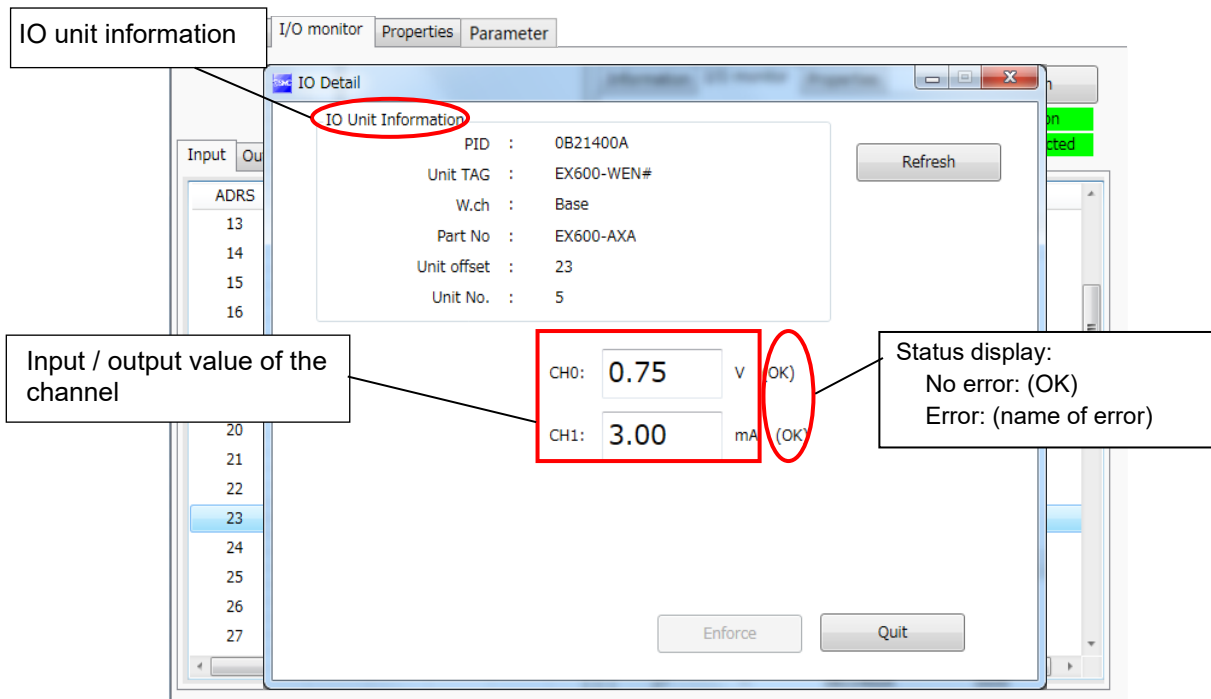 IO unit information
I/O monitor Properties Parameter
IO Detail
IO Unit Information
PID : 0B21400A
Unit TAG : EX600-WEN#
W.ch : Base
Part No : EX600-AXA
Unit offset : 23
Unit No. : 5
Refresh
Input
ADRS
13
14
15
16
Input / output value of the
channel
CH0: 0.75 V (OK)
CH1: 3.00 mA (OK)
Status display:
No error: (OK)
Error: (name of error)
20
21
22
23
24
25
26
27
Enforce Quit